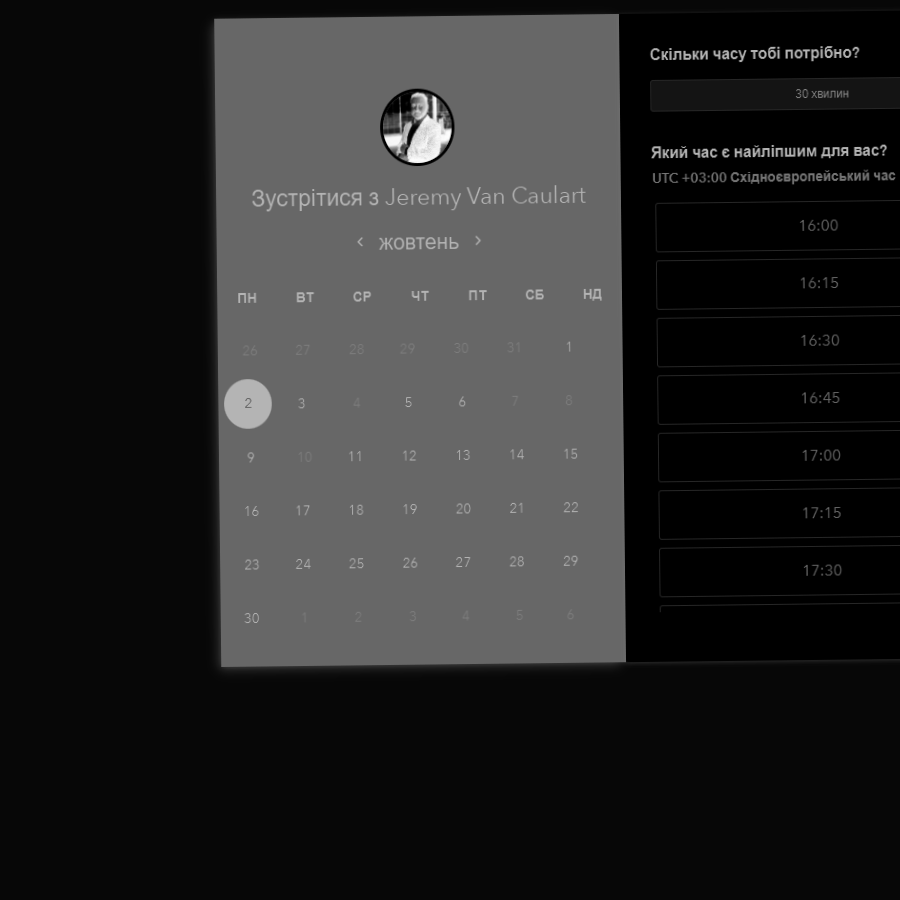 Зустрітися з Jeremy Van Caulart
‹ жовтень ›
ПН ВТ СР ЧТ ПТ СБ НД
26 27 28 29 30 31 1
2 3 4 5 6 7 8
9 10 11 12 13 14 15
16 17 18 19 20 21 22
23 24 25 26 27 28 29
30 1 2 3 4 5 6
Скільки часу тобі потрібно?
30 хвилин
Який час є найліпшим для вас?
UTC +03:00 Східноєвропейський час
16:00
16:15
16:30
16:45
17:00
17:15
17:30